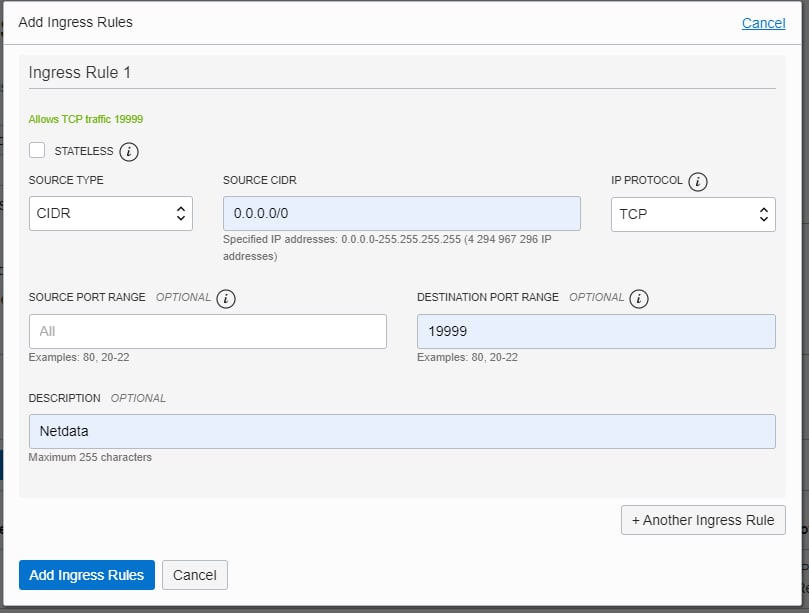 Add Ingress Rules
Cancel
Ingress Rule 1
Allows TCP traffic 19999
STATELESS i
SOURCE TYPE
SOURCE CIDR
IP PROTOCOL i
CIDR
0.0.0.0/0
TCP
Specified IP addresses: 0.0.0.0-255.255.255.255 (4 294 967 296 IP
addresses)
SOURCE PORT RANGE OPTIONAL i
DESTINATION PORT RANGE OPTIONAL i
All
19999
Examples: 80, 20-22
Examples: 80, 20-22
DESCRIPTION OPTIONAL
Netdata
Maximum 255 characters
+ Another Ingress Rule
Add Ingress Rules
Cancel